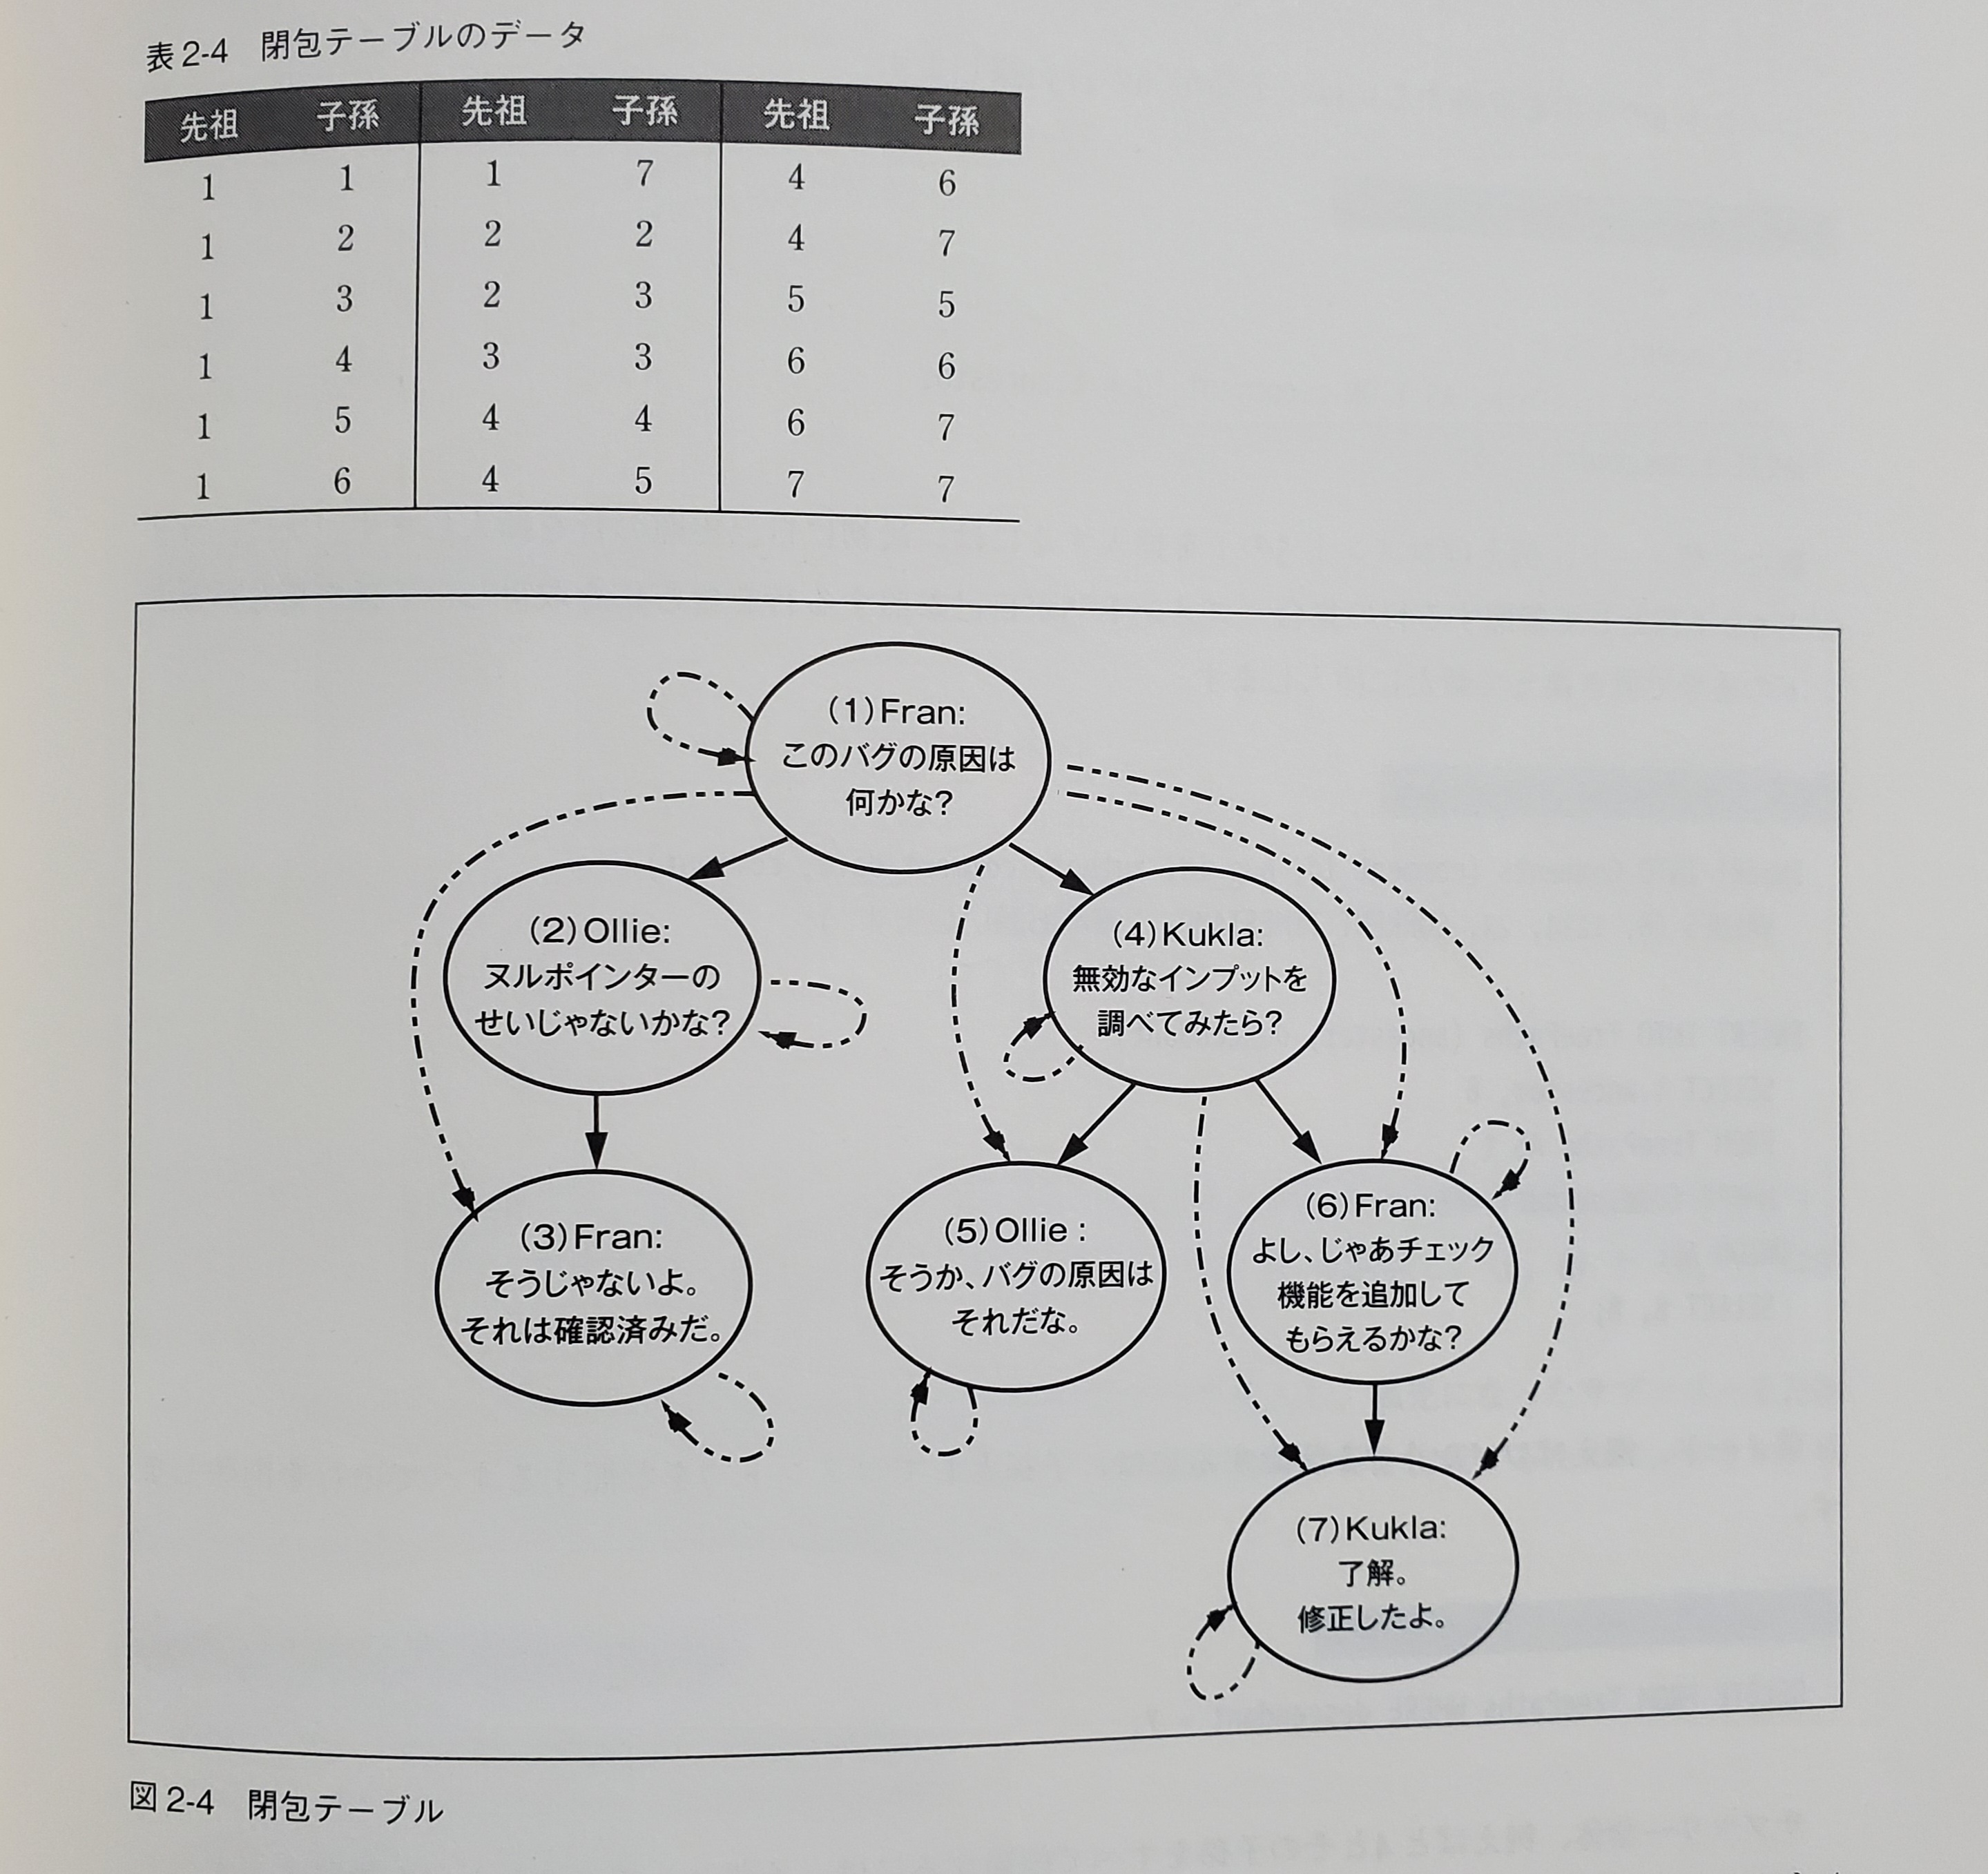 表2-4 閉包テーブルのデータ
先祖 子孫 先祖 子孫 先祖 子孫
1 1 1 7 4 6
1 2 2 2 4 7
1 3 2 3 5 5
1 4 3 3 6 6
1 5 4 4 6 7
1 6 4 5 7 7
(1)Fran:
このバグの原因は
何かな?
(2)Ollie:
ヌルポインターの
せいじゃないかな?
(4)Kukla:
無効なインプットを
調べてみたら?
(3)Fran:
そうじゃないよ。
それは確認済みだ。
(5)Ollie :
そうか、バグの原因は
それだな。
(6)Fran:
よし、じゃあチェック
機能を追加して
もらえるかな?
(7)Kukla:
了解。
修正したよ。
図2-4 閉包テーブル